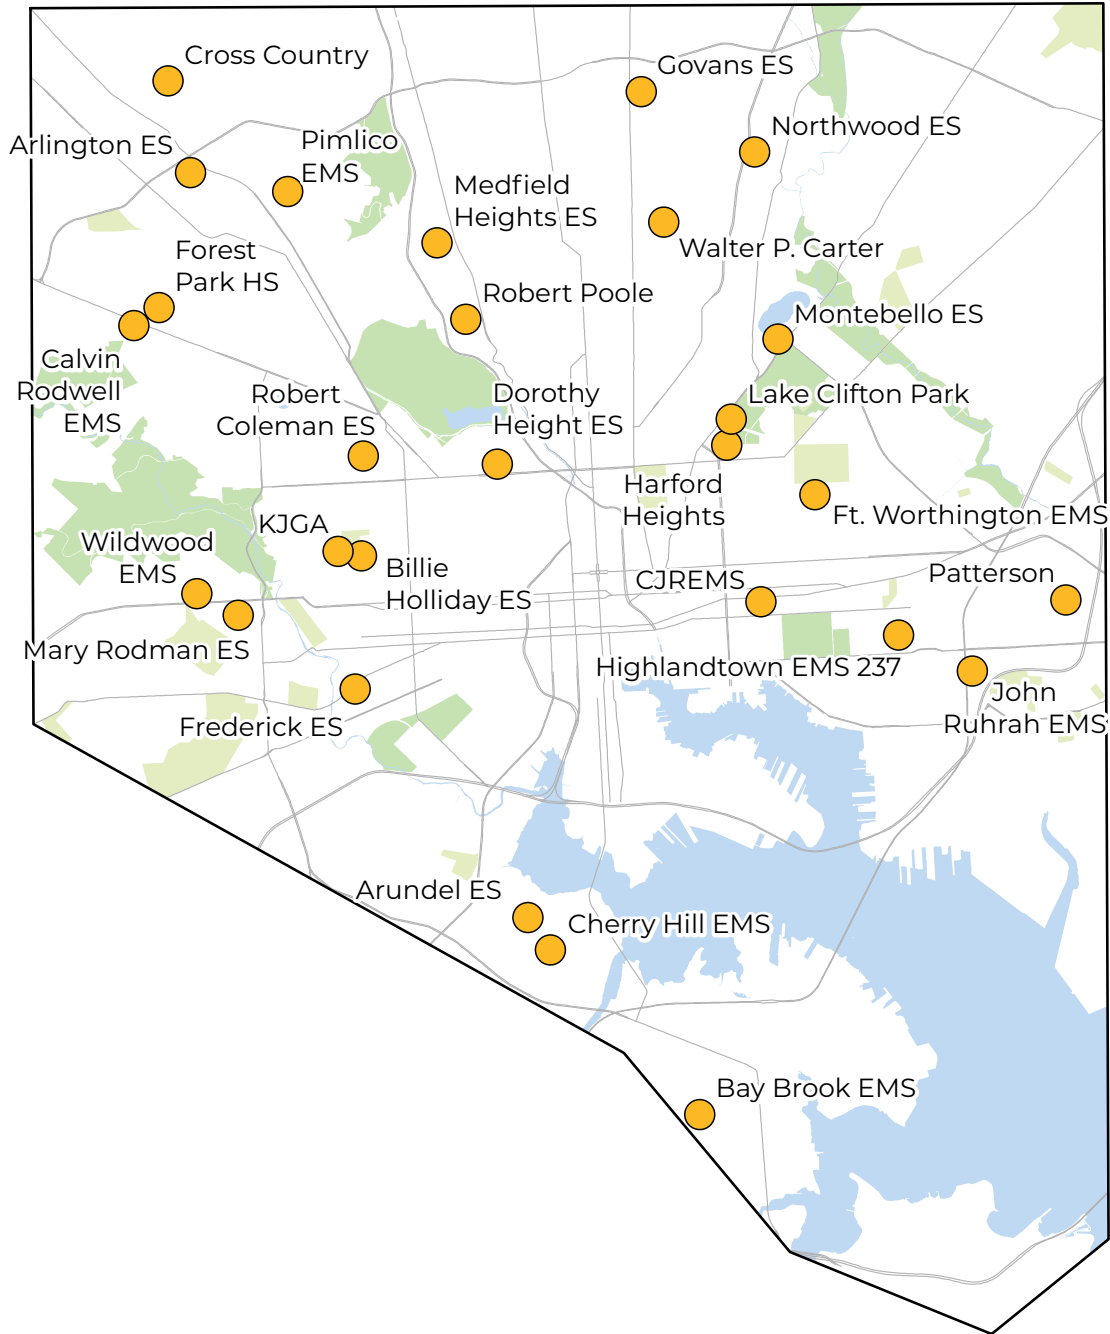 Cross Country
Govans ES
Northwood ES
Arlington ES
Pimlico
EMS
Medfield
Heights ES
Walter P. Carter
Forest
Park HS
Robert Poole
Montebello ES
Calvin
Rodwell
EMS
Robert
Coleman ES
Dorothy
Height ES
Lake Clifton Park
Harford
Heights
Ft. Worthington EMS
KJGA
Wildwood
EMS
Billie
Holliday ES
CJREMS
Patterson
Mary Rodman ES
Highlandtown EMS 237
John
Ruhrah EMS
Frederick ES
Arundel ES
Cherry Hill EMS
Bay Brook EMS